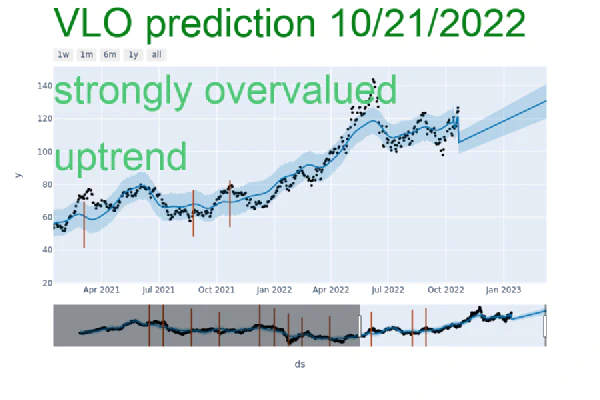 VLO prediction 10/21/2022
1w 1m 6m 1y all
strongly overvalued
uptrend
140
120
100
80
60
40
20
y
Apr 2021 Jul 2021 Oct 2021 Jan 2022 Apr 2022 Jul 2022 Oct 2022 Jan 2023
ds